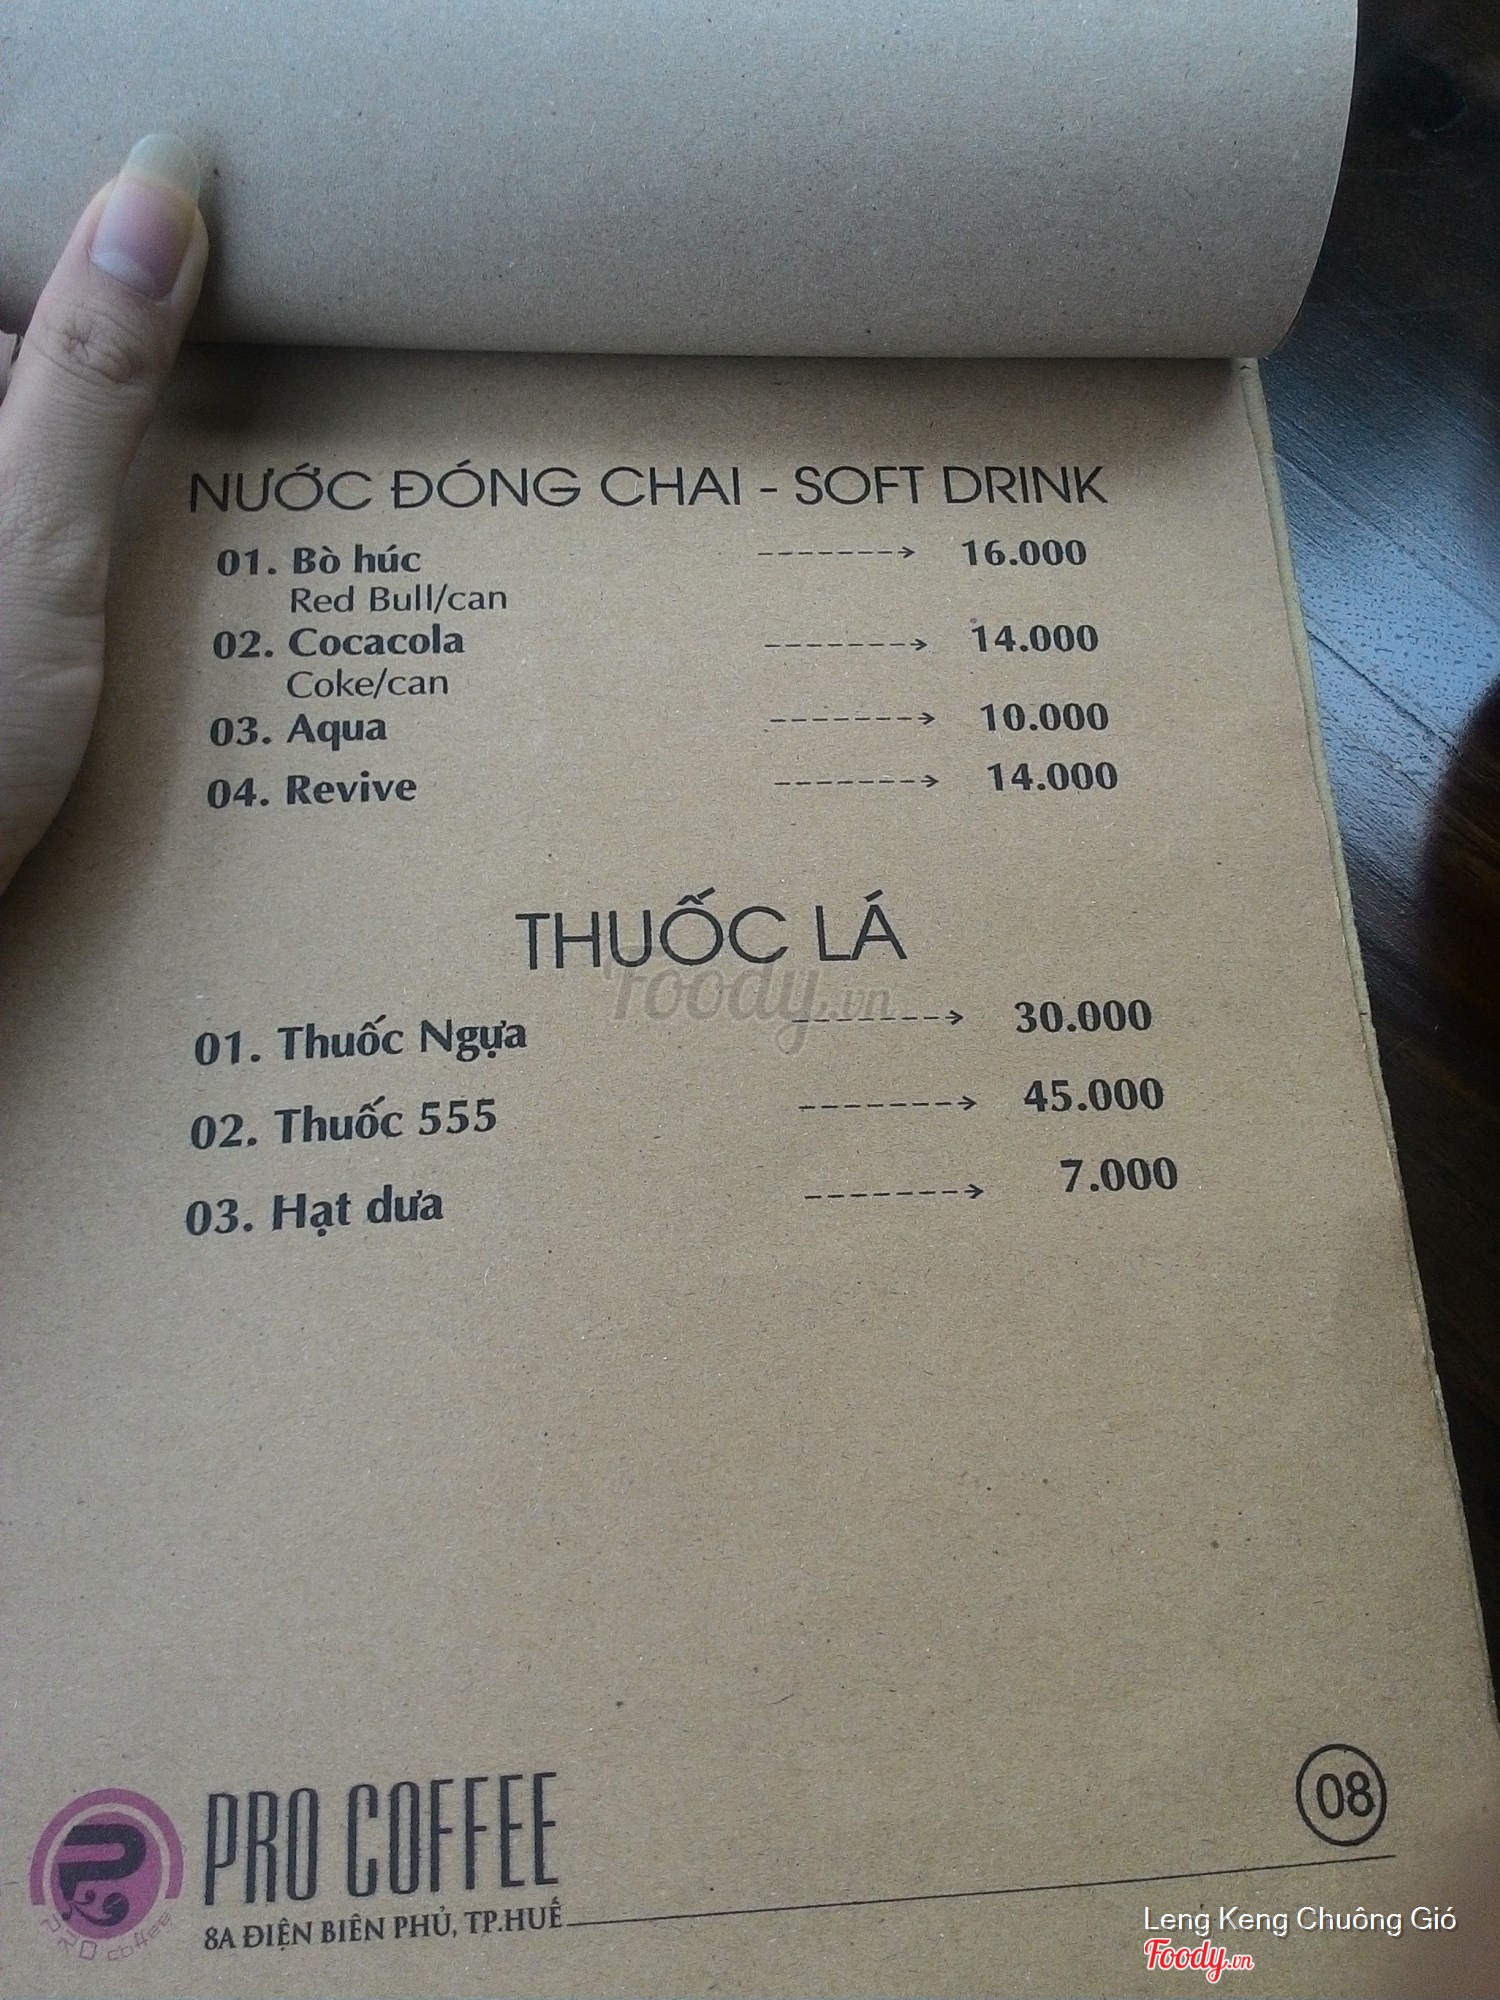 NƯỚC ĐÓNG CHAI - SOFT DRINK
01. Bò húc --------> 16.000
Red Bull/can
02. Cocacola --------> 14.000
Coke/can
03. Aqua --------> 10.000
04. Revive --------> 14.000
THUỐC LÁ
Foody.vn
01. Thuốc Ngựa --------> 30.000
02. Thuốc 555 --------> 45.000
03. Hạt dưa --------> 7.000
08
PRO COFFEE
8A ĐIỆN BIÊN PHỦ, TP.HUẾ
PRO coffee
Leng Keng Chuông Gió
Foody.vn